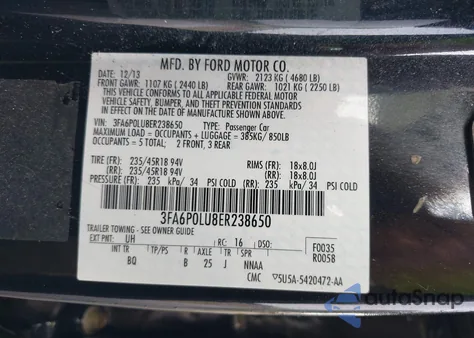 MFD. BY FORD MOTOR CO.
12/13 GVWR: 2123 KG (4680 LB)
FRONT GAWR: 1107 KG (2440 LB) REAR GAWR: 1021 KG (2250 LB)
THIS VEHICLE CONFORMS TO ALL APPLICABLE FEDERAL MOTOR
VEHICLE SAFETY, BUMPER, AND THEFT PREVENTION STANDARDS IN
EFFECT ON THE DATE OF MANUFACTURE SHOWN ABOVE.
VIN: 3FA6P0LU8ER238650 TYPE: Passenger Car
MAXIMUM LOAD = OCCUPANTS + LUGGAGE = 385KG/ 850LB
OCCUPANTS = 5 TOTAL: 2 FRONT, 3 REAR
TIRE (FR): 235/45R18 94V RIMS (FR): 18x8.0J
(RR): 235/45R18 94V (RR): 18x8.0J
PRESSURE (FR): 235 kPa/ 34 PSI COLD (RR): 235 kPa/ 34 PSI COLD
3FA6P0LU8ER238650
TRAILER TOWING - SEE OWNER GUIDE
EXT PNT: UH RC: 16 DSO: F0035
R0058
INT TR TP/PS R AXLE TR SPR
BQ B 25 J NNAA
CMC 5U5A-5420472-AA
autoSnap